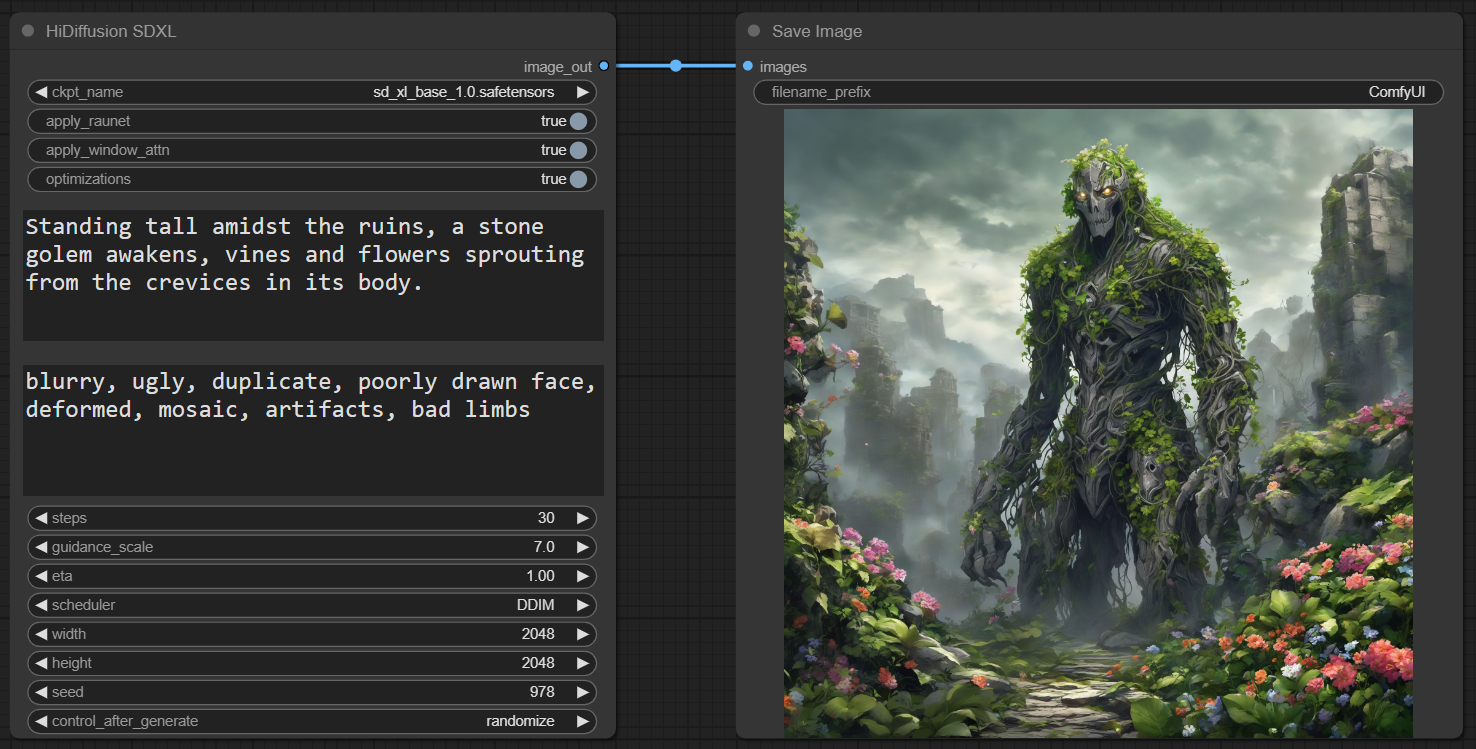 HiDiffusion SDXL
image_out
ckpt_name sd_xl_base_1.0.safetensors
apply_raunet true
apply_window_attn true
optimizations true
Standing tall amidst the ruins, a stone
golem awakens, vines and flowers sprouting
from the crevices in its body.
blurry, ugly, duplicate, poorly drawn face,
deformed, mosaic, artifacts, bad limbs
steps 30
guidance_scale 7.0
eta 1.00
scheduler DDIM
width 2048
height 2048
seed 978
control_after_generate randomize
Save Image
images
filename_prefix ComfyUI